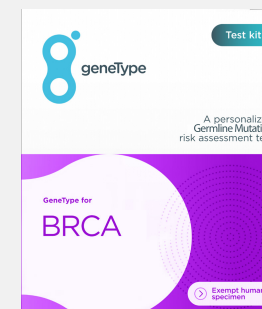 Test kit
geneType
A personaliz
Germline Mutati
risk assessment te
GeneType for
BRCA
Exempt human
specimen